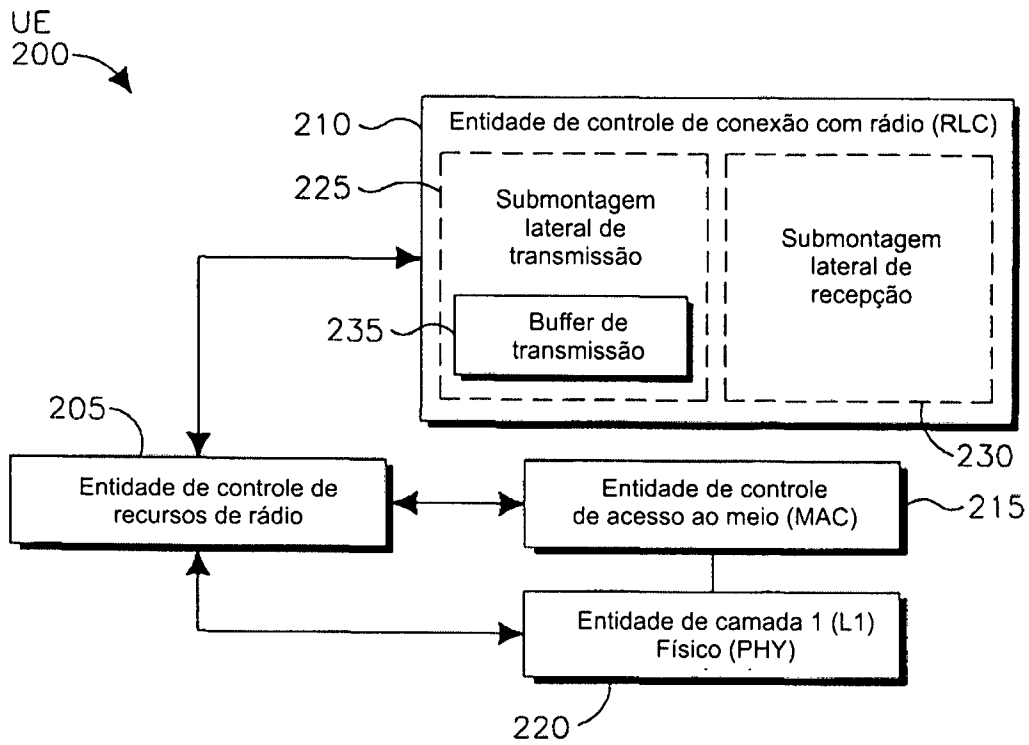 UE
200
210
Entidade de controle de conexão com rádio (RLC)
225
Submontagem
lateral de
transmissão
Submontagem
lateral de
recepção
235
Buffer de
transmissão
230
205
Entidade de controle de
recursos de rádio
Entidade de controle
de acesso ao meio (MAC)
215
Entidade de camada 1 (L1)
Físico (PHY)
220